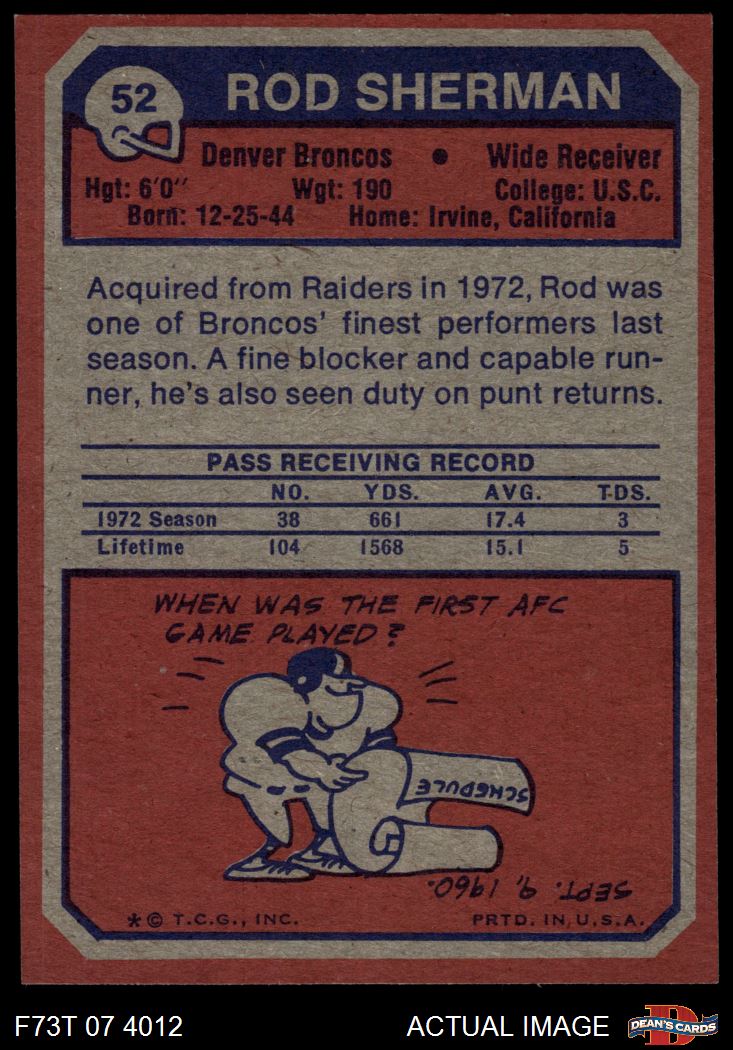 52
ROD SHERMAN
Denver Broncos • Wide Receiver
Hgt: 6'0" Wgt: 190 College: U.S.C.
Born: 12-25-44 Home: Irvine, California
Acquired from Raiders in 1972, Rod was
one of Broncos' finest performers last
season. A fine blocker and capable run-
ner, he's also seen duty on punt returns.
PASS RECEIVING RECORD
NO. YDS. AVG. T-DS.
1972 Season 38 661 17.4 3
Lifetime 104 1568 15.1 5
WHEN WAS THE FIRST AFC
GAME PLAYED?
SCHEDULE
SEPT. 9, 1960.
*© T.C.G., INC. PRTD. IN U.S.A.
F73T 07 4012 ACTUAL IMAGE D DEAN'S CARDS